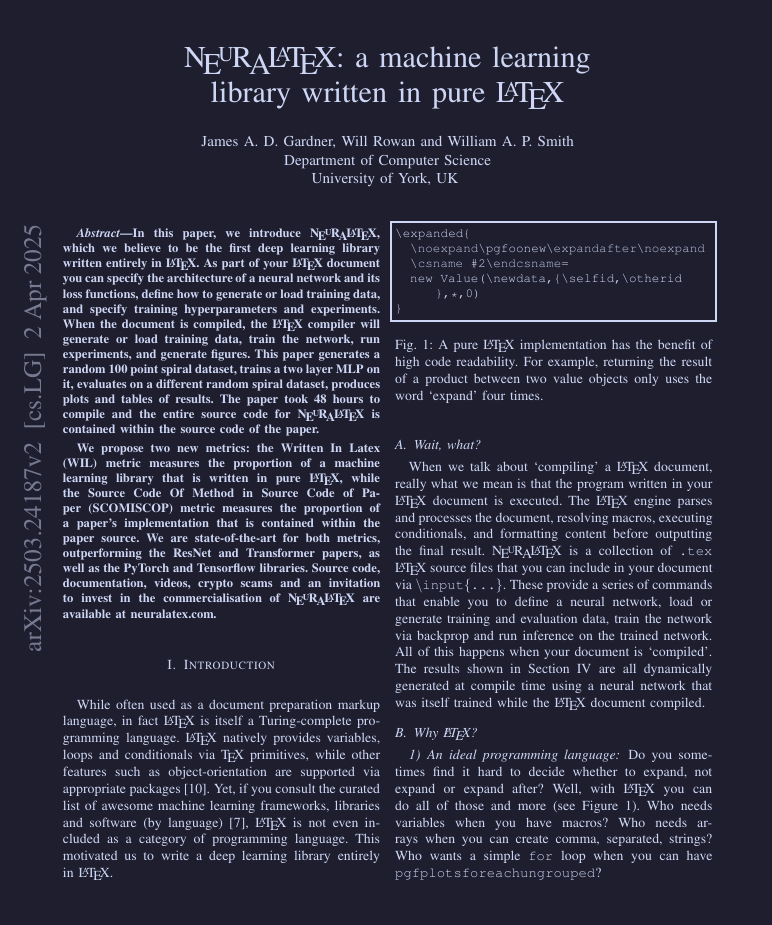 NEURALATEX: a machine learning
library written in pure LATEX
James A. D. Gardner, Will Rowan and William A. P. Smith
Department of Computer Science
University of York, UK
arXiv:2503.24187v2 [cs.LG] 2 Apr 2025
Abstract—In this paper, we introduce NEURALATEX,
which we believe to be the first deep learning library
written entirely in LATEX. As part of your LATEX document
you can specify the architecture of a neural network and its
loss functions, define how to generate or load training data,
and specify training hyperparameters and experiments.
When the document is compiled, the LATEX compiler will
generate or load training data, train the network, run
experiments, and generate figures. This paper generates a
random 100 point spiral dataset, trains a two layer MLP on
it, evaluates on a different random spiral dataset, produces
plots and tables of results. The paper took 48 hours to
compile and the entire source code for NEURALATEX is
contained within the source code of the paper.
We propose two new metrics: the Written In Latex
(WIL) metric measures the proportion of a machine
learning library that is written in pure LATEX, while
the Source Code Of Method in Source Code of Pa-
per (SCOMISCOP) metric measures the proportion of
a paper's implementation that is contained within the
paper source. We are state-of-the-art for both metrics,
outperforming the ResNet and Transformer papers, as
well as the PyTorch and Tensorflow libraries. Source code,
documentation, videos, crypto scams and an invitation
to invest in the commercialisation of NEURALATEX are
available at neuralatex.com.
I. INTRODUCTION
While often used as a document preparation markup
language, in fact LATEX is itself a Turing-complete pro-
gramming language. LATEX natively provides variables,
loops and conditionals via TEX primitives, while other
features such as object-orientation are supported via
appropriate packages [10]. Yet, if you consult the curated
list of awesome machine learning frameworks, libraries
and software (by language) [7], LATEX is not even in-
cluded as a category of programming language. This
motivated us to write a deep learning library entirely
in LATEX.
\expanded{
\noexpand\pgfoonew\expandafter\noexpand
\csname #2\endcsname=
new Value(\newdata,{\selfid,\otherid
},*,0)
}
Fig. 1: A pure LATEX implementation has the benefit of
high code readability. For example, returning the result
of a product between two value objects only uses the
word ‘expand’ four times.
A. Wait, what?
When we talk about ‘compiling’ a LATEX document,
really what we mean is that the program written in your
LATEX document is executed. The LATEX engine parses
and processes the document, resolving macros, executing
conditionals, and formatting content before outputting
the final result. NEURALATEX is a collection of .tex
LATEX source files that you can include in your document
via \input{...}. These provide a series of commands
that enable you to define a neural network, load or
generate training and evaluation data, train the network
via backprop and run inference on the trained network.
All of this happens when your document is ‘compiled’.
The results shown in Section IV are all dynamically
generated at compile time using a neural network that
was itself trained while the LATEX document compiled.
B. Why LATEX?
1) An ideal programming language: Do you some-
times find it hard to decide whether to expand, not
expand or expand after? Well, with LATEX you can
do all of those and more (see Figure 1). Who needs
variables when you have macros? Who needs ar-
rays when you can create comma, separated, strings?
Who wants a simple for loop when you can have
pgfplotsforeachungrouped?